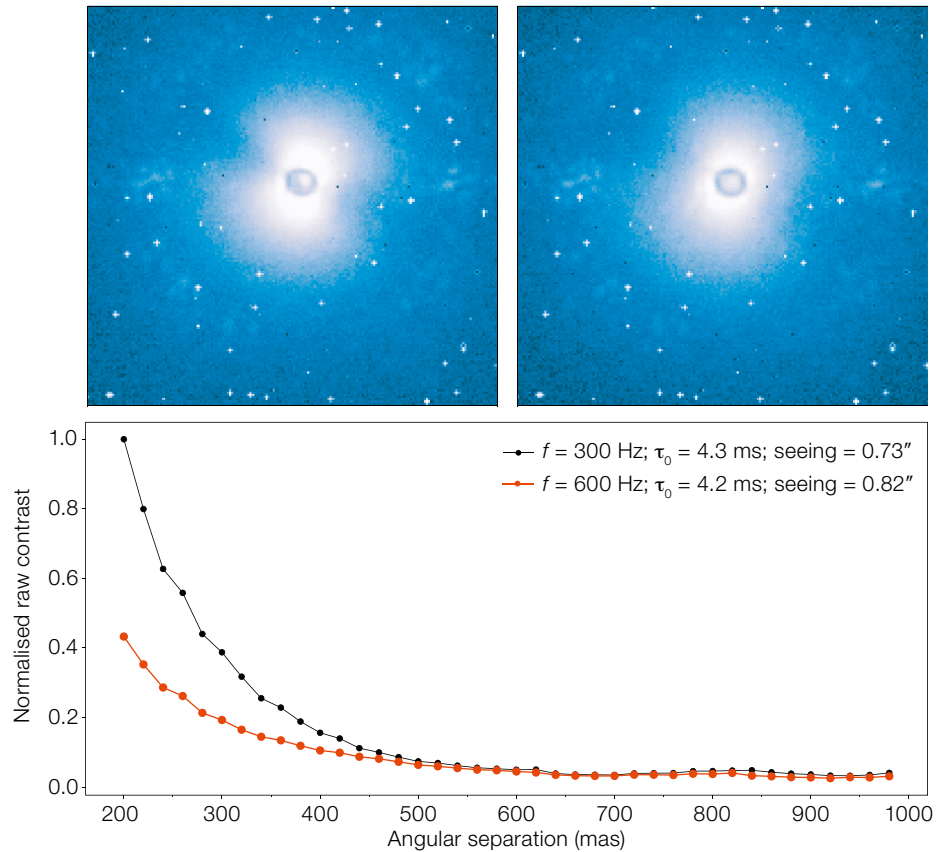 1.0
0.8
0.6
0.4
0.2
0.0
Normalised raw contrast
f = 300 Hz; τ₀ = 4.3 ms; seeing = 0.73″
f = 600 Hz; τ₀ = 4.2 ms; seeing = 0.82″
200 300 400 500 600 700 800 900 1000
Angular separation (mas)